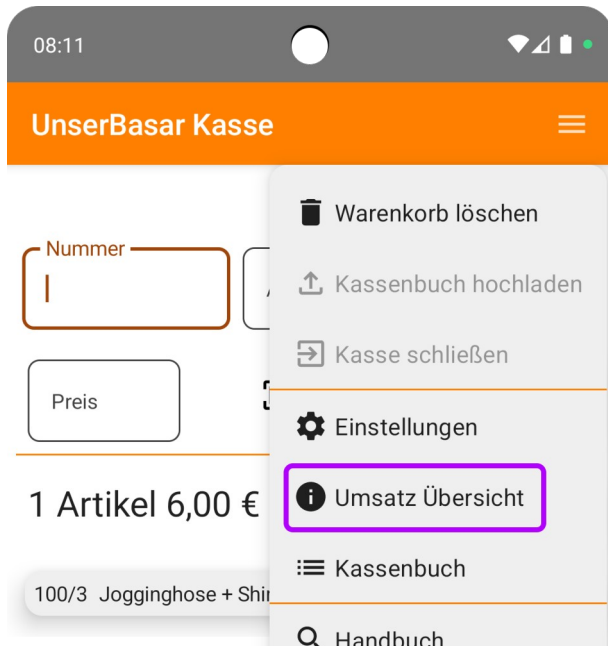 08:11
UnserBasar Kasse
Warenkorb löschen
Nummer
Kassenbuch hochladen
Kasse schließen
Preis
Einstellungen
1 Artikel 6,00 €
Umsatz Übersicht
Kassenbuch
100/3 Jogginghose +
Handbuch